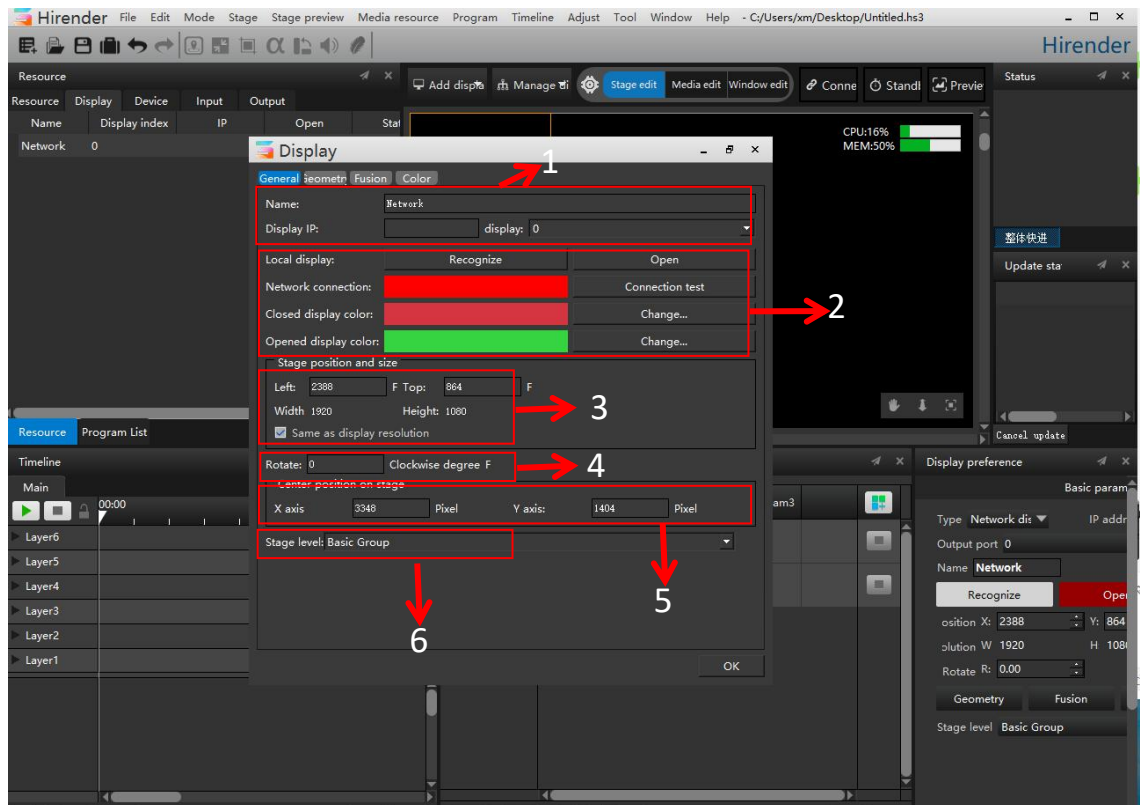 Hirender File Edit Mode Stage Stage preview Media resource Program Timeline Adjust Tool Window Help - C:/Users/xm/Desktop/Untitled.hs3
Hirender
Resource
Add displa Manage Stage edit Media edit Window edit Conne Standl Previe
Status
Resource Display Device Input Output
Name Display index IP Open Stat
Network 0
CPU:16%
MEM:50%
Display
1
General Geometr Fusion Color
Name: Network
Display IP: display: 0
整体快进
Local display: Recognize Open
Update sta
Network connection: Connection test
Closed display color: Change...
2
Opened display color: Change...
Stage position and size
Left: 2388 F Top: 864 F
Width 1920 Height: 1080
3
Same as display resolution
Resource Program List
Cancel update
Timeline
Rotate: 0 Clockwise degree F
4
Display preference
Center position on stage
Main
Basic param
00:00
X axis 3348 Pixel Y axis: 1404 Pixel
am3
Type Network dis IP addr
Layer6
Stage level: Basic Group
Output port 0
Layer5
Name Network
Layer4
Recognize Ope
5
Layer3
osition X: 2388 Y: 864
6
Layer2
olution W 1920 H 108
Layer1
OK
Rotate R: 0.00
Geometry Fusion
Stage level Basic Group